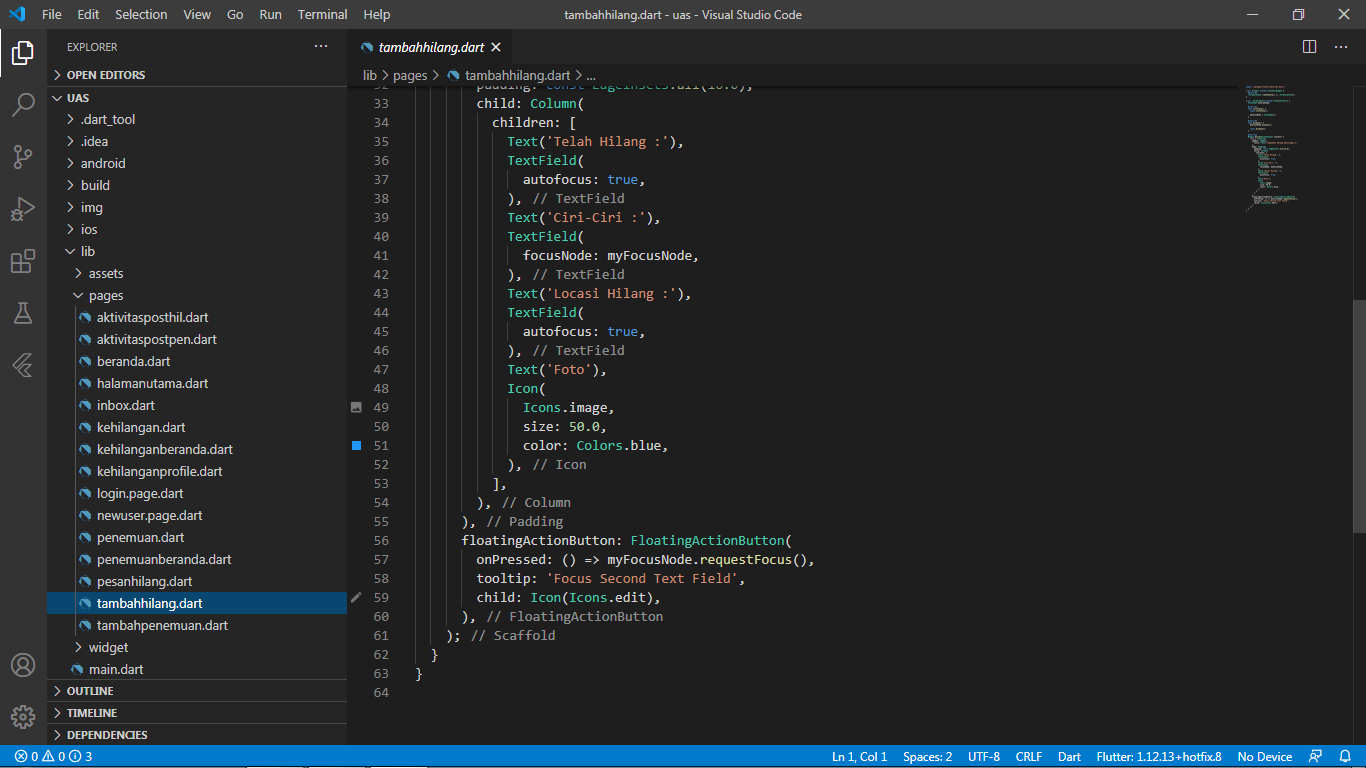 File Edit Selection View Go Run Terminal Help
tambahhilang.dart - uas - Visual Studio Code
EXPLORER
OPEN EDITORS
UAS
.dart_tool
.idea
android
build
img
ios
lib
assets
pages
aktivitasposthil.dart
aktivitaspostpen.dart
beranda.dart
halamanutama.dart
inbox.dart
kehilangan.dart
kehilanganberanda.dart
kehilanganprofile.dart
login.page.dart
newuser.page.dart
penemuan.dart
penemuanberanda.dart
pesanhilang.dart
tambahhilang.dart
tambahpenemuan.dart
widget
main.dart
OUTLINE
TIMELINE
DEPENDENCIES
tambahhilang.dart
lib > pages > tambahhilang.dart > ...
32 padding: const EdgeInsets.all(16.0),
33 child: Column(
34 children: [
35 Text('Telah Hilang :'),
36 TextField(
37 autofocus: true,
38 ), // TextField
39 Text('Ciri-Ciri :'),
40 TextField(
41 focusNode: myFocusNode,
42 ), // TextField
43 Text('Locasi Hilang :'),
44 TextField(
45 autofocus: true,
46 ), // TextField
47 Text('Foto'),
48 Icon(
49 Icons.image,
50 size: 50.0,
51 color: Colors.blue,
52 ), // Icon
53 ],
54 ), // Column
55 ), // Padding
56 floatingActionButton: FloatingActionButton(
57 onPressed: () => myFocusNode.requestFocus(),
58 tooltip: 'Focus Second Text Field',
59 child: Icon(Icons.edit),
60 ), // FloatingActionButton
61 ); // Scaffold
62 }
63 }
64
0 0 3
Ln 1, Col 1 Spaces: 2 UTF-8 CRLF Dart Flutter: 1.12.13+hotfix.8 No Device